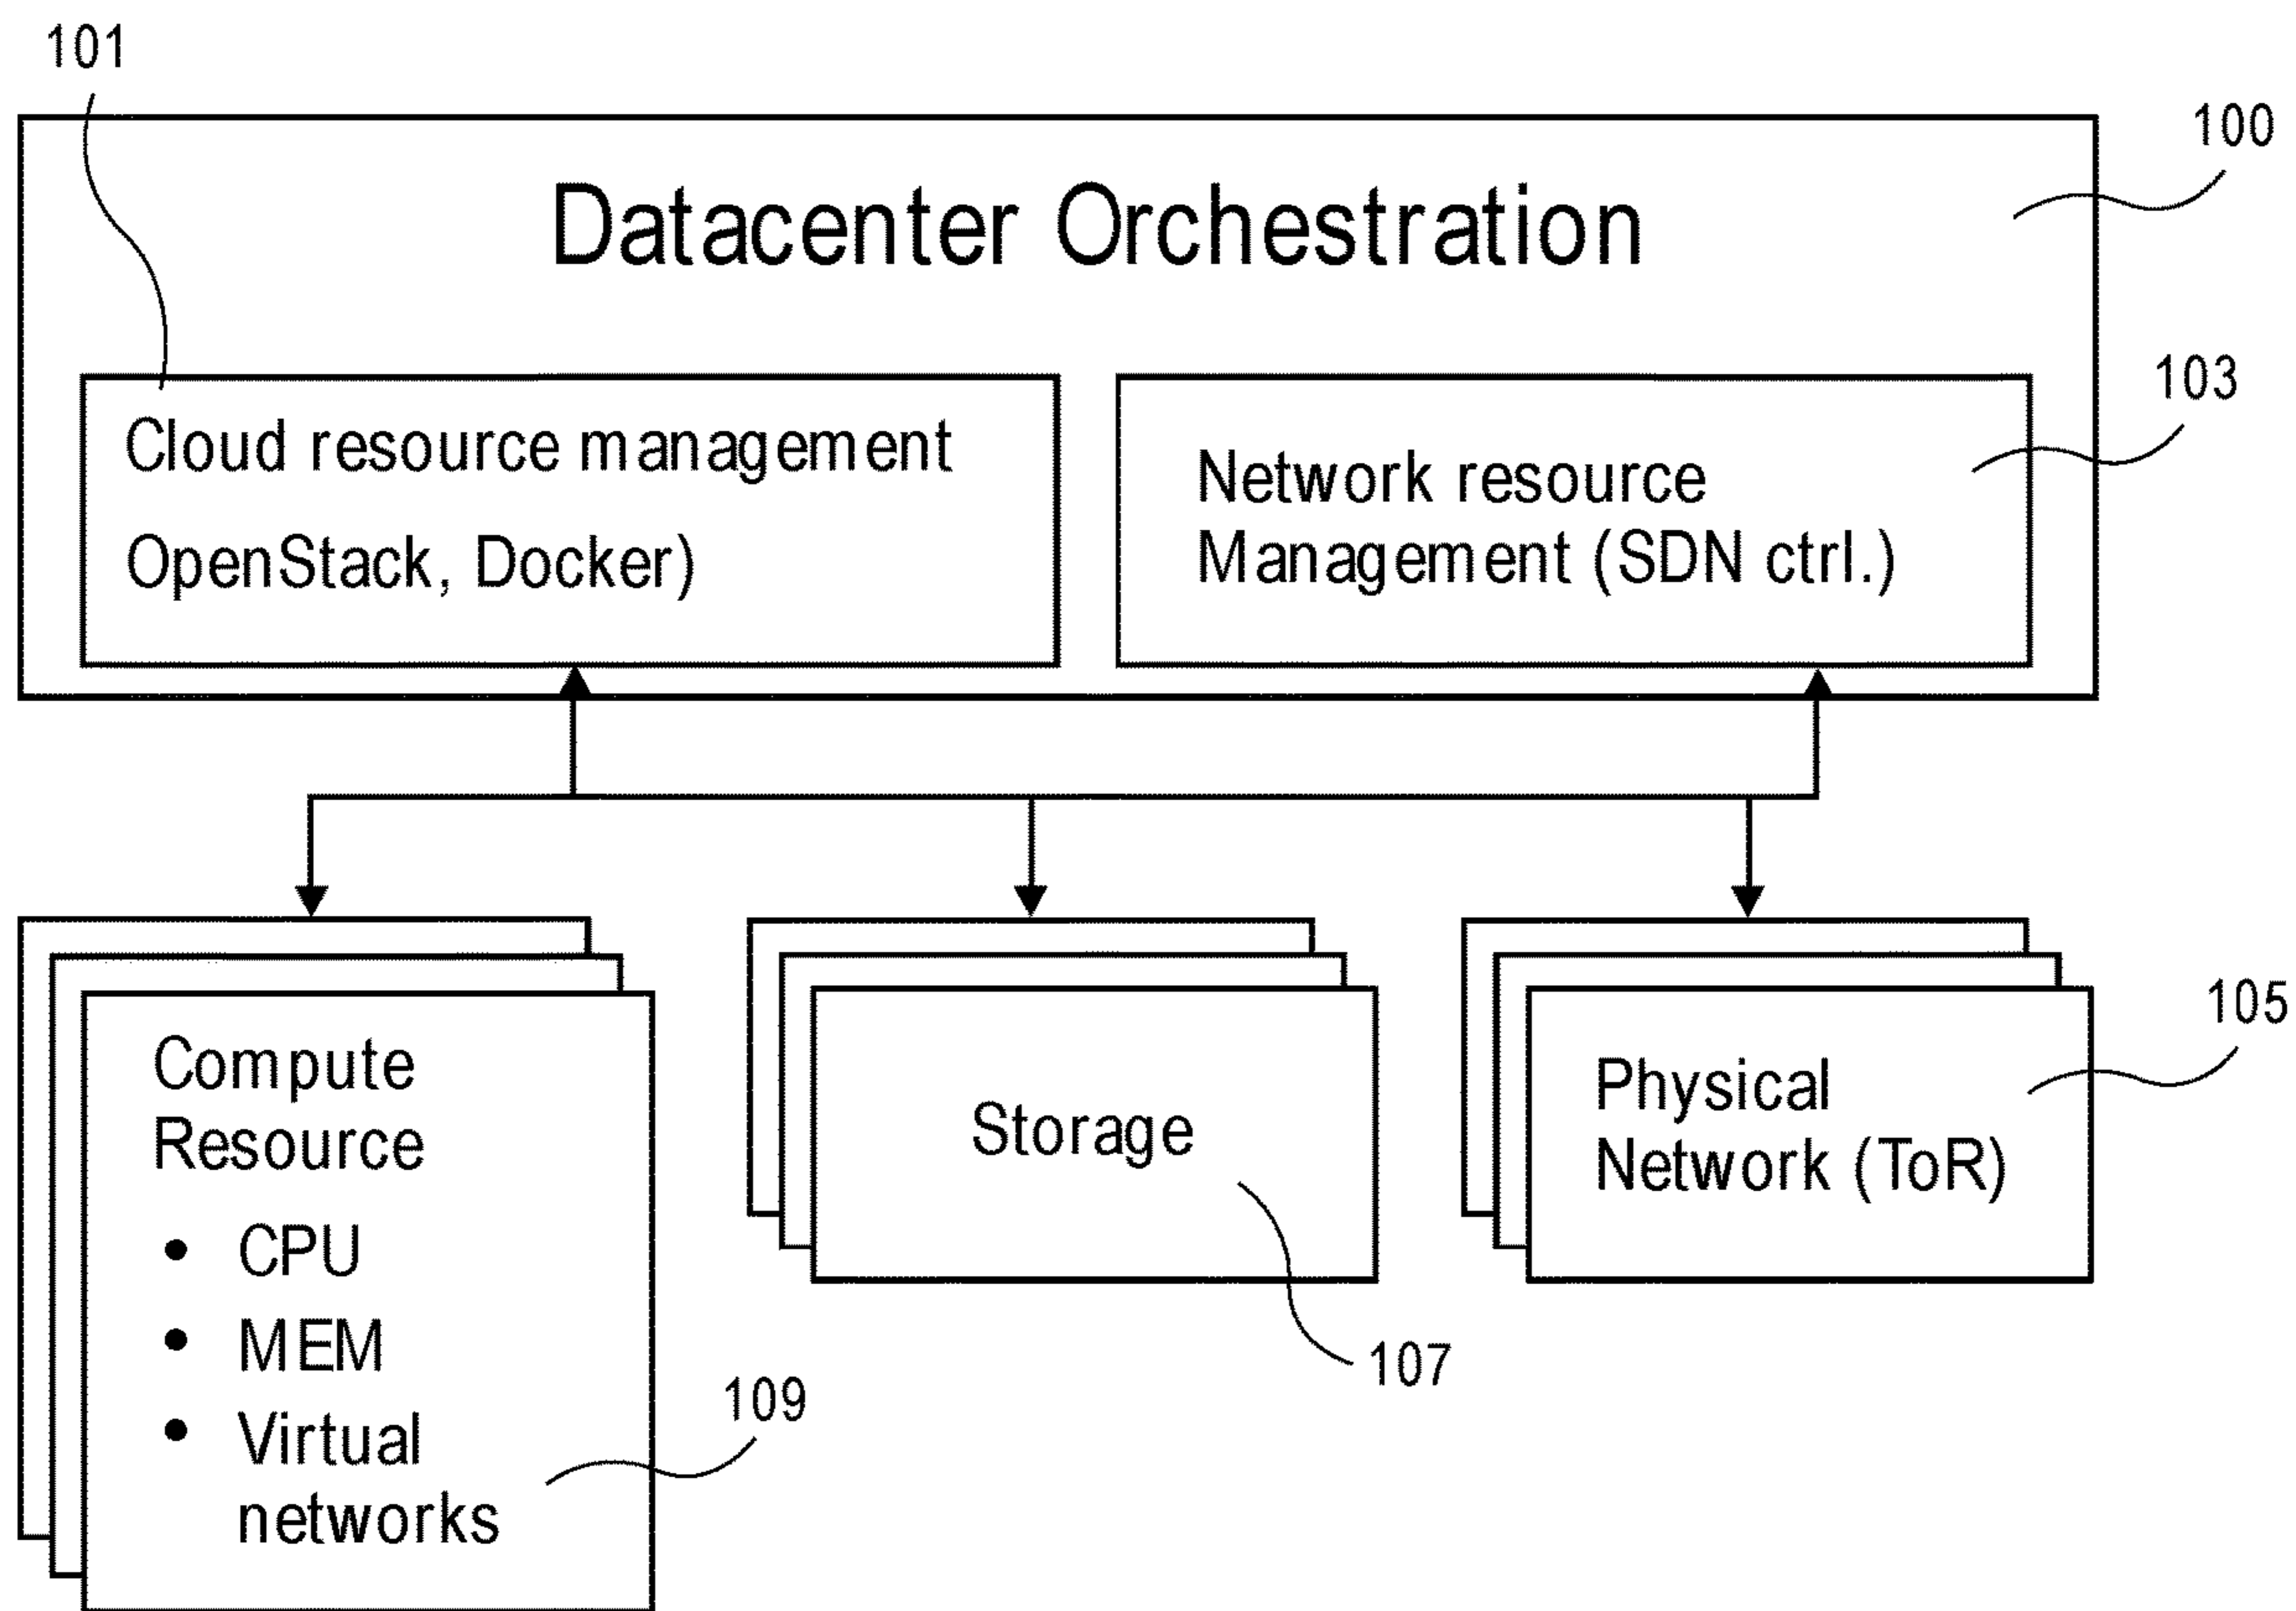 101
100
Datacenter Orchestration
103
Cloud resource management
OpenStack, Docker)
Network resource
Management (SDN ctrl.)
105
Compute
Resource
• CPU
• MEM
• Virtual
networks
109
Storage
107
Physical
Network (ToR)